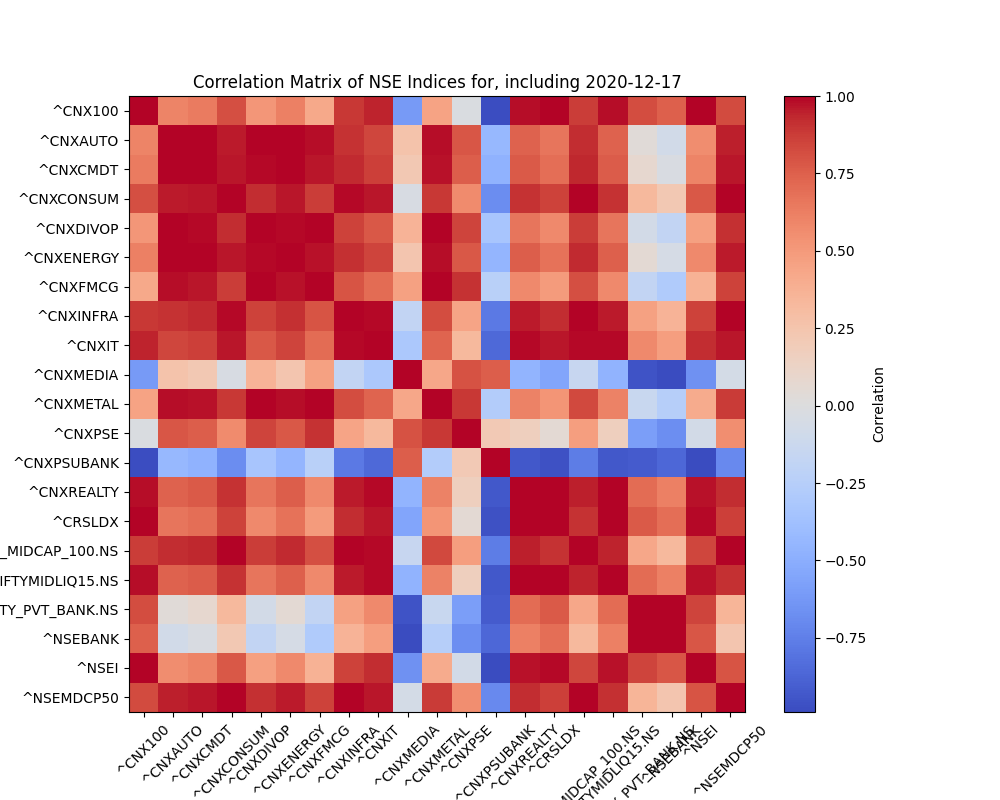 Correlation Matrix of NSE Indices for, including 2020-12-17
^CNX100
^CNXAUTO
^CNXCMDT
^CNXCONSUM
^CNXDIVOP
^CNXENERGY
^CNXFMCG
^CNXINFRA
^CNXIT
^CNXMEDIA
^CNXMETAL
^CNXPSE
^CNXPSUBANK
^CNXREALTY
^CRSLDX
_MIDCAP_100.NS
IFTYMIDLIQ15.NS
TY_PVT_BANK.NS
^NSEBANK
^NSEI
^NSEMDCP50
^CNX100
^CNXAUTO
^CNXCMDT
^CNXCONSUM
^CNXDIVOP
^CNXENERGY
^CNXFMCG
^CNXINFRA
^CNXIT
^CNXMEDIA
^CNXMETAL
^CNXPSE
^CNXPSUBANK
^CNXREALTY
^CRSLDX
MIDCAP_100.NS
TYMIDLIQ15.NS
_PVT_BANK.NS
^NSEBANK
^NSEI
^NSEMDCP50
1.00
0.75
0.50
0.25
0.00
−0.25
−0.50
−0.75
Correlation